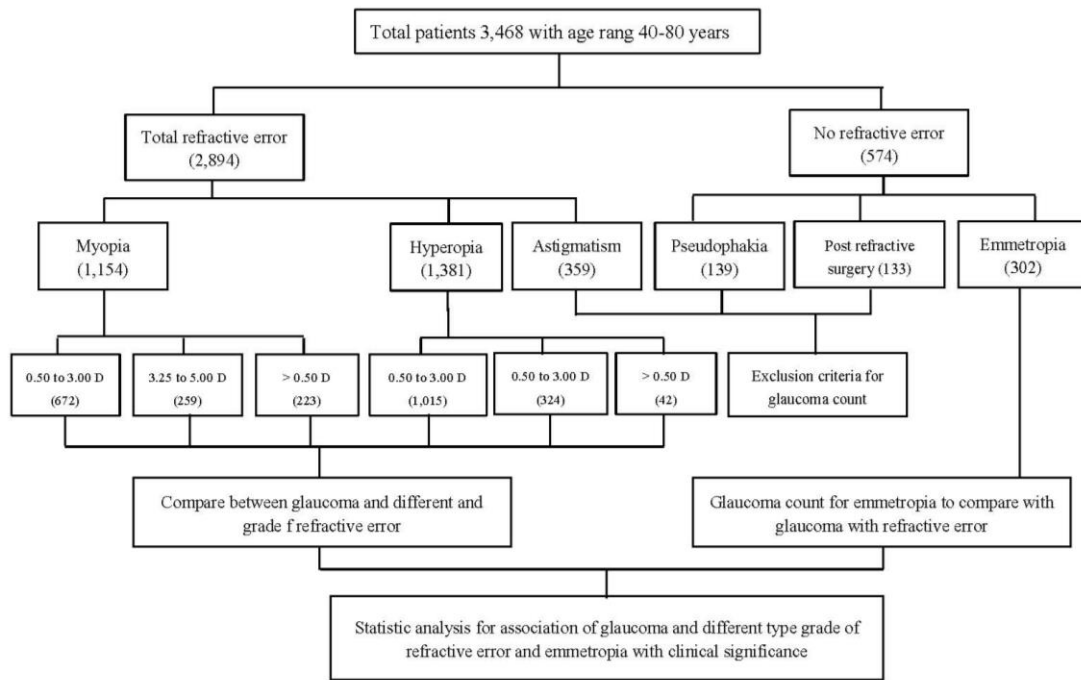 Total patients 3,468 with age rang 40-80 years
Total refractive error
(2,894)
No refractive error
(574)
Myopia
(1,154)
Hyperopia
(1,381)
Astigmatism
(359)
Pseudophakia
(139)
Post refractive
surgery (133)
Emmetropia
(302)
0.50 to 3.00 D
(672)
3.25 to 5.00 D
(259)
> 0.50 D
(223)
0.50 to 3.00 D
(1,015)
0.50 to 3.00 D
(324)
> 0.50 D
(42)
Exclusion criteria for
glaucoma count
Compare between glaucoma and different and
grade f refractive error
Glaucoma count for emmetropia to compare with
glaucoma with refractive error
Statistic analysis for association of glaucoma and different type grade of
refractive error and emmetropia with clinical significance